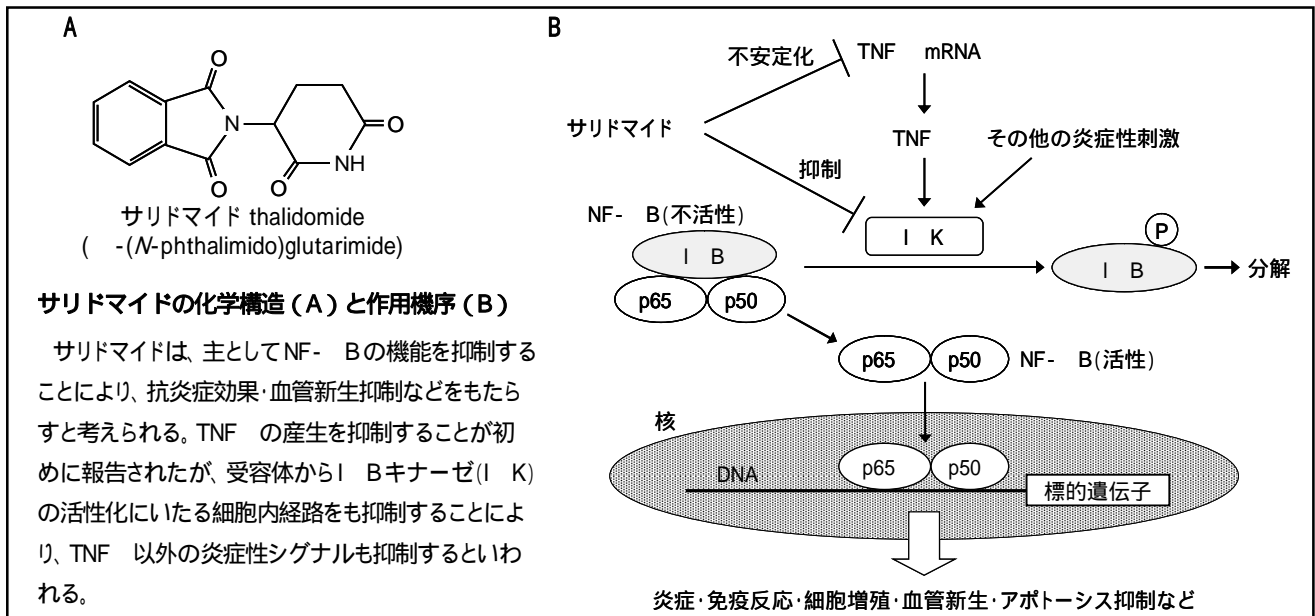 A
O
N
O
O
NH
O
サリドマイド thalidomide
( -(N-phthalimido)glutarimide)
サリドマイドの化学構造(A)と作用機序(B)
サリドマイドは、主としてNF- Bの機能を抑制する
ことにより、抗炎症効果・血管新生抑制などをもたら
すと考えられる。TNF の産生を抑制することが初
めに報告されたが、受容体からI Bキナーゼ(I K)
の活性化にいたる細胞内経路をも抑制することによ
り、TNF 以外の炎症性シグナルも抑制するといわ
れる。
B
不安定化
TNF mRNA
サリドマイド
TNF
その他の炎症性刺激
抑制
NF- B(不活性)
I K
P
I B
I B
分解
p65
p50
p65
p50
NF- B(活性)
核
p65
p50
DNA
標的遺伝子
炎症・免疫反応・細胞増殖・血管新生・アポトーシス抑制など